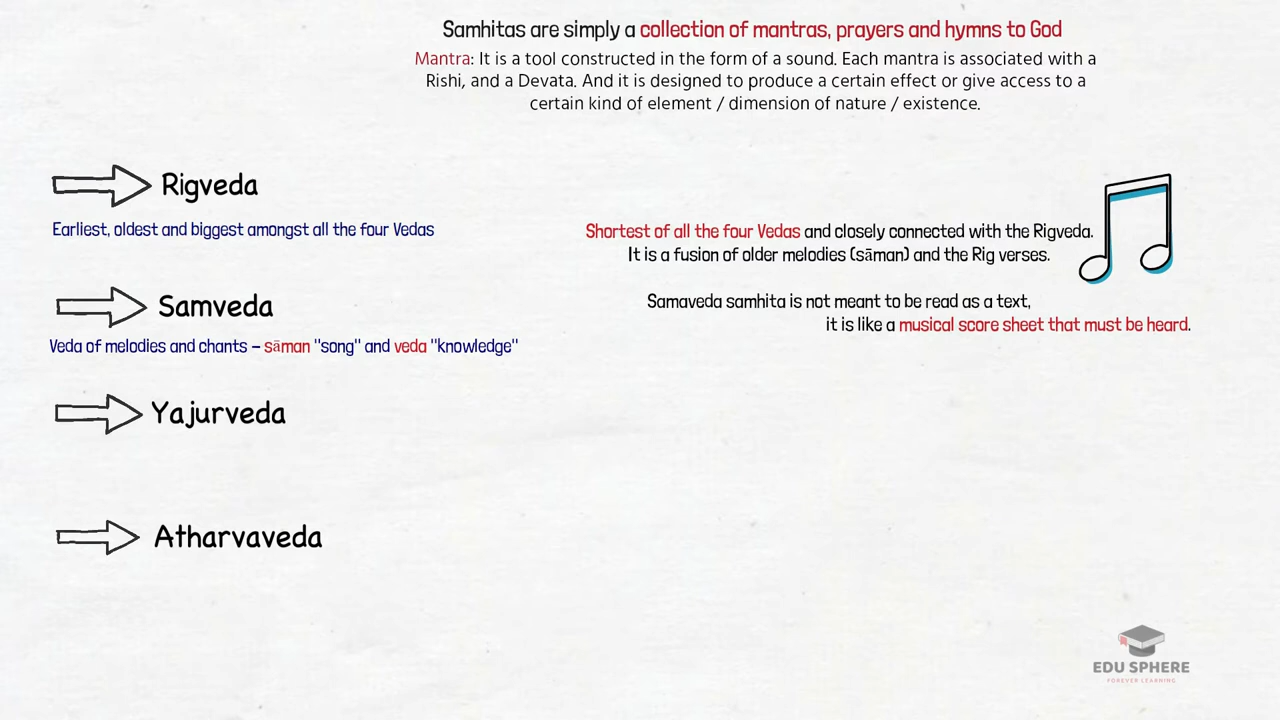 Samhitas are simply a collection of mantras, prayers and hymns to God
Mantra: It is a tool constructed in the form of a sound. Each mantra is associated with a
Rishi, and a Devata. And it is designed to produce a certain effect or give access to a
certain kind of element / dimension of nature / existence.
Rigveda
Earliest, oldest and biggest amongst all the four Vedas
Shortest of all the four Vedas and closely connected with the Rigveda.
It is a fusion of older melodies (sāman) and the Rig verses.
Samveda
Samaveda samhita is not meant to be read as a text,
it is like a musical score sheet that must be heard.
Veda of melodies and chants – sāman "song" and veda "knowledge"
Yajurveda
Atharvaveda
EDU SPHERE
FOREVER LEARNING